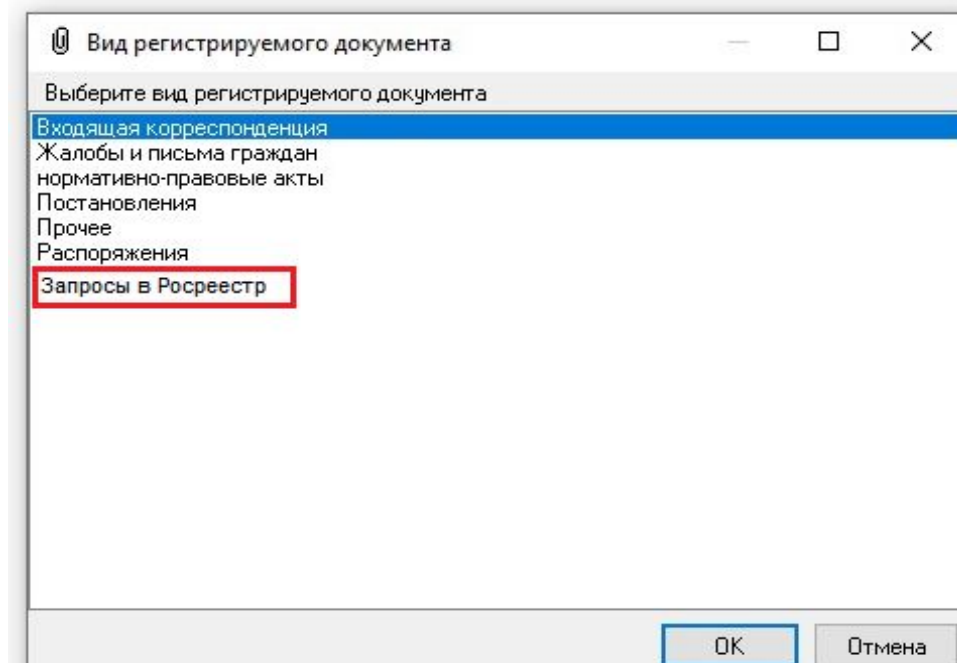 Вид регистрируемого документа
Выберите вид регистрируемого документа
Входящая корреспонденция
Жалобы и письма граждан
нормативно-правовые акты
Постановления
Прочее
Распоряжения
Запросы в Росреестр
OK
Отмена